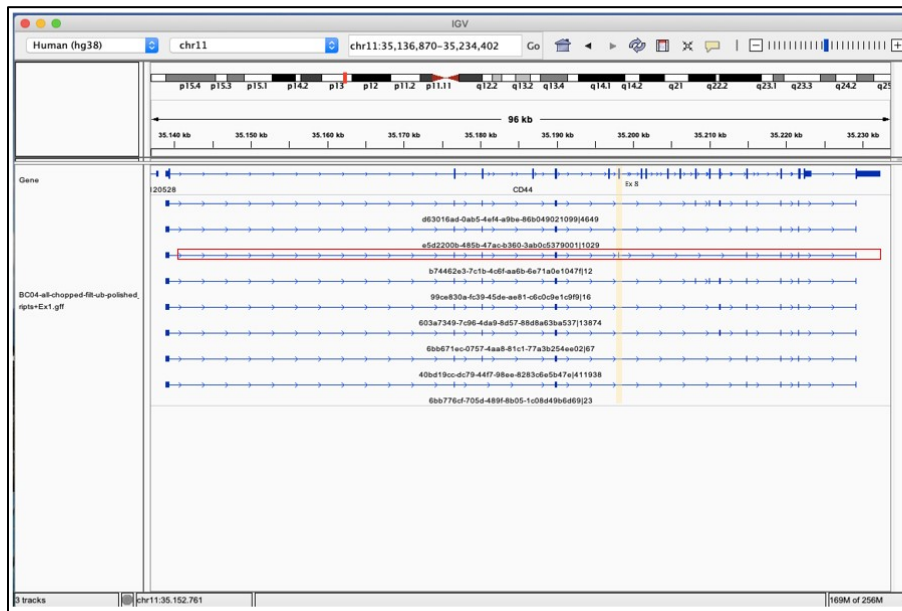 IGV
Human (hg38) chr11 chr11:35,136,870-35,234,402 Go
p15.4 p15.3 p15.1 p14.2 p13 p12 p11.2 p11.11 q12.2 q13.2 q13.4 q14.1 q14.2 q21 q22.2 q23.1 q23.3 q24.2 q25
96 kb
35.140 kb 35.150 kb 35.160 kb 35.170 kb 35.180 kb 35.190 kb 35.200 kb 35.210 kb 35.220 kb 35.230 kb
Gene
120528 CD44 Ex 8
d63016ad-0ab5-4ef4-a9be-86b049021099|4649
e5d2200b-485b-47ac-b360-3ab0c5379001|1029
b74462e3-7c1b-4c6f-aa6b-6e71a0e1047f|12
BC04-all-chopped-filt-ub-polished_
ripts+Ex1.gff
99ce830a-fc39-45de-ae81-c6c0c9e1c9f9|16
603a7349-7c96-4da9-8d57-88d8a63ba537|13874
6bb671ec-0757-4aa8-81c1-77a3b254ee02|67
40bd19cc-dc79-44f7-98ee-8283c6e5b47e|411938
6bb776cf-705d-489f-8b05-1c08d49b6d69|23
3 tracks chr11:35.152.761 169M of 256M